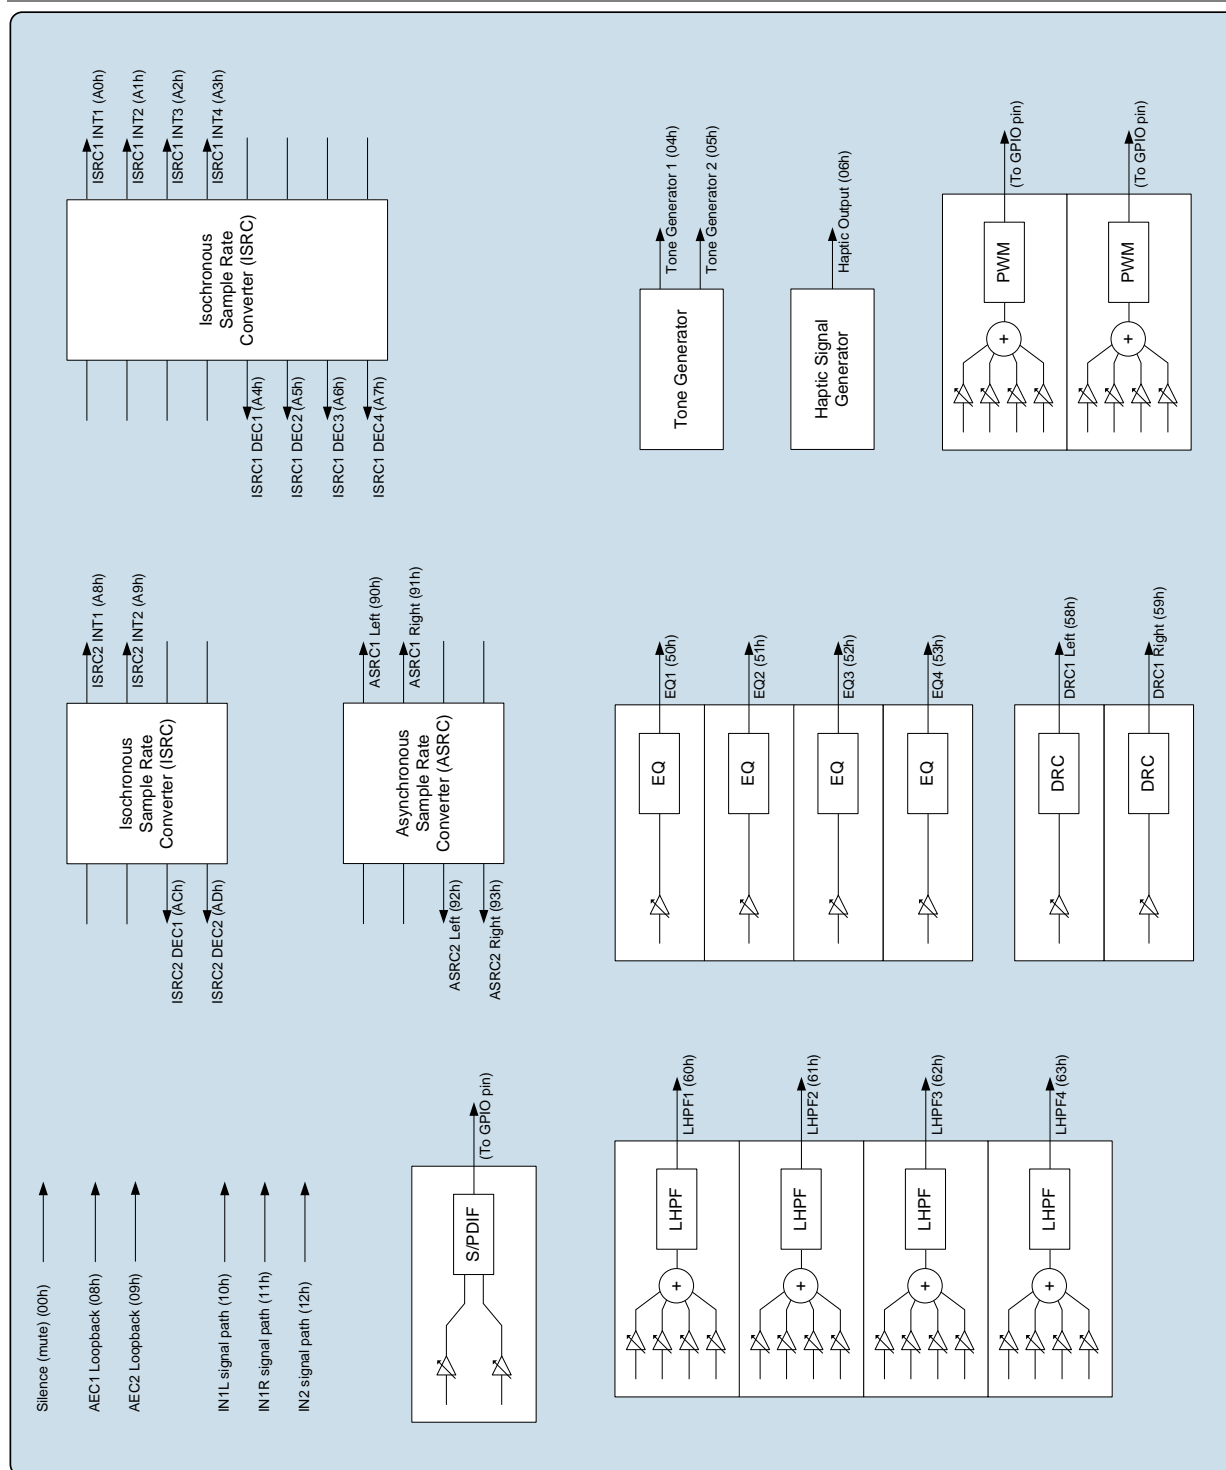 Silence (mute) (00h)
AEC1 Loopback (08h)
AEC2 Loopback (09h)
IN1L signal path (10h)
IN1R signal path (11h)
IN2 signal path (12h)
ISRC2 INT1 (A8h)
ISRC2 INT2 (A9h)
Isochronous
Sample Rate
Converter (ISRC)
ISRC2 DEC1 (ACh)
ISRC2 DEC2 (ADh)
ISRC1 INT1 (A0h)
ISRC1 INT2 (A1h)
ISRC1 INT3 (A2h)
ISRC1 INT4 (A3h)
Isochronous
Sample Rate
Converter (ISRC)
ISRC1 DEC1 (A4h)
ISRC1 DEC2 (A5h)
ISRC1 DEC3 (A6h)
ISRC1 DEC4 (A7h)
S/PDIF
(To GPIO pin)
ASRC1 Left (90h)
ASRC1 Right (91h)
Asynchronous
Sample Rate
Converter (ASRC)
ASRC2 Left (92h)
ASRC2 Right (93h)
+
LHPF
LHPF1 (60h)
+
LHPF
LHPF2 (61h)
+
LHPF
LHPF3 (62h)
+
LHPF
LHPF4 (63h)
EQ
EQ1 (50h)
EQ
EQ2 (51h)
EQ
EQ3 (52h)
EQ
EQ4 (53h)
DRC
DRC1 Left (58h)
DRC
DRC1 Right (59h)
Tone Generator
Tone Generator 1 (04h)
Tone Generator 2 (05h)
Haptic Signal
Generator
Haptic Output (06h)
+
PWM
(To GPIO pin)
+
PWM
(To GPIO pin)